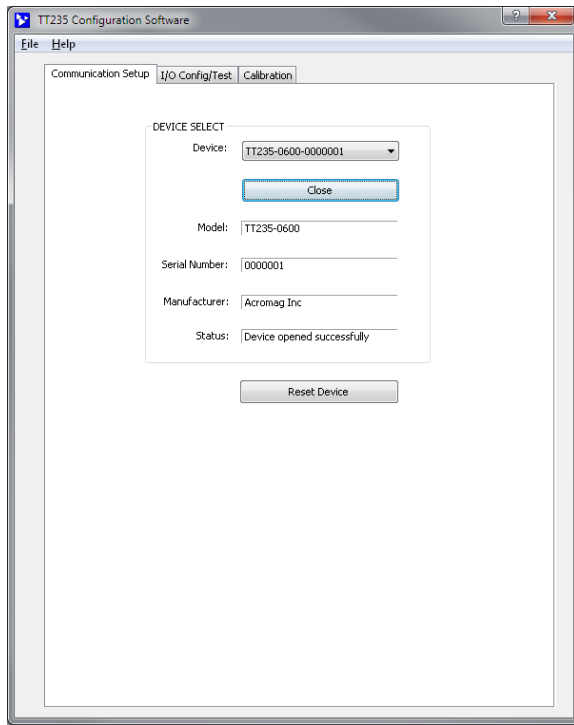 TT235 Configuration Software
?
File Help
Communication Setup I/O Config/Test Calibration
DEVICE SELECT
Device: TT235-0600-0000001
Close
Model: TT235-0600
Serial Number: 0000001
Manufacturer: Acromag Inc
Status: Device opened successfully
Reset Device